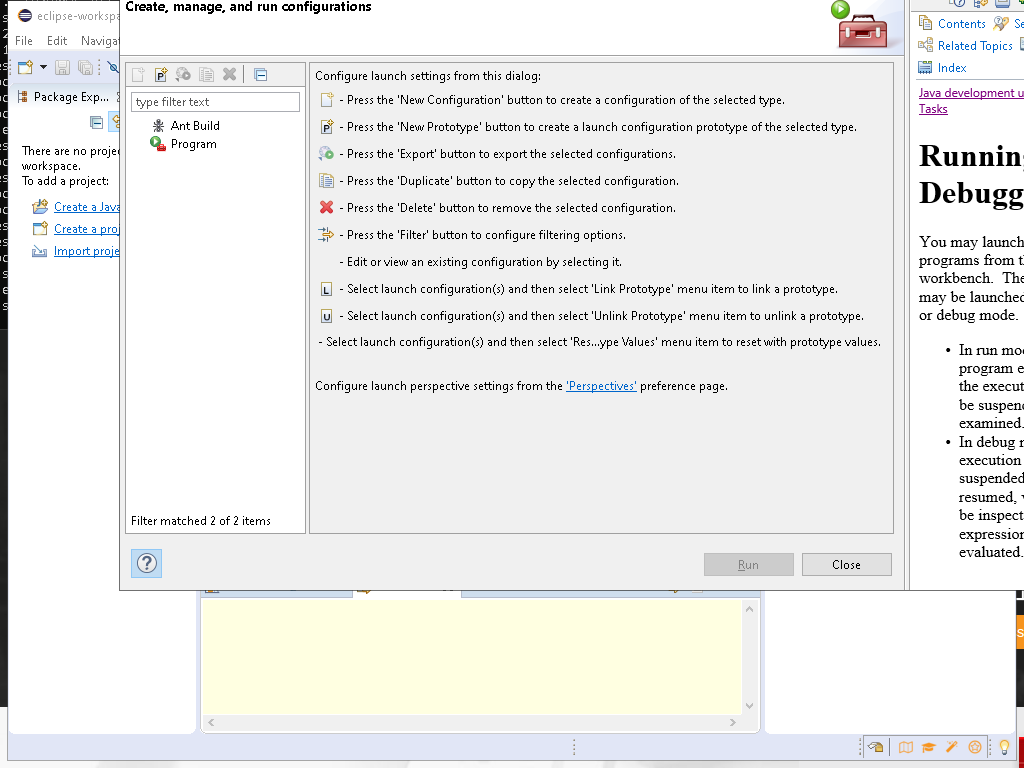 Create, manage, and run configurations
eclipse-workspa
File Edit Navigat
Package Exp...
There are no proje
workspace.
To add a project:
Create a Java
Create a proj
Import proje
type filter text
Ant Build
Program
Filter matched 2 of 2 items
Configure launch settings from this dialog:
- Press the 'New Configuration' button to create a configuration of the selected type.
- Press the 'New Prototype' button to create a launch configuration prototype of the selected type.
- Press the 'Export' button to export the selected configurations.
- Press the 'Duplicate' button to copy the selected configuration.
- Press the 'Delete' button to remove the selected configuration.
- Press the 'Filter' button to configure filtering options.
- Edit or view an existing configuration by selecting it.
- Select launch configuration(s) and then select 'Link Prototype' menu item to link a prototype.
- Select launch configuration(s) and then select 'Unlink Prototype' menu item to unlink a prototype.
- Select launch configuration(s) and then select 'Res...ype Values' menu item to reset with prototype values.
Configure launch perspective settings from the 'Perspectives' preference page.
Run Close
Contents Se
Related Topics
Index
Java development u
Tasks
Running
Debugg
You may launch
programs from th
workbench. The
may be launched
or debug mode.
• In run mod
program e
the execut
be suspend
examined.
• In debug m
execution
suspended
resumed, v
be inspect
expression
evaluated.